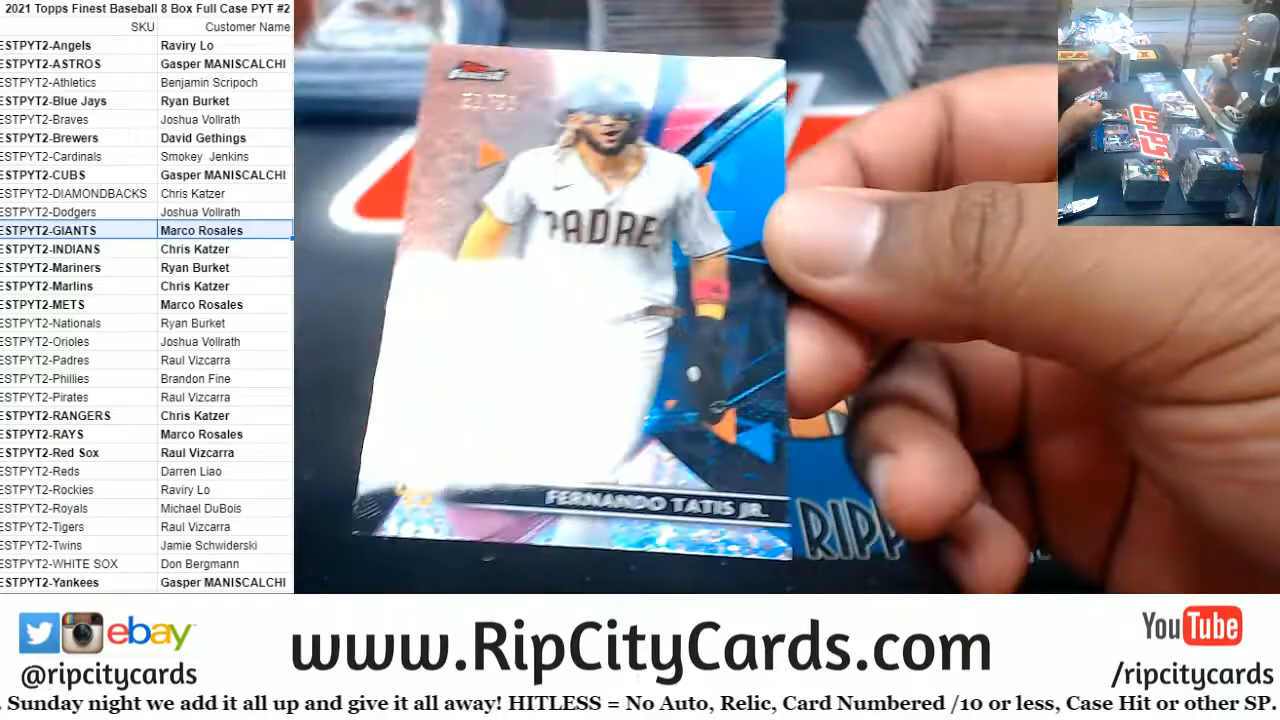 2021 Topps Finest Baseball 8 Box Full Case PYT #2
SKU Customer Name
ESTPYT2-Angels Raviry Lo
ESTPYT2-ASTROS Gasper MANISCALCHI
ESTPYT2-Athletics Benjamin Scripoch
ESTPYT2-Blue Jays Ryan Burket
ESTPYT2-Braves Joshua Vollrath
ESTPYT2-Brewers David Gethings
ESTPYT2-Cardinals Smokey Jenkins
ESTPYT2-CUBS Gasper MANISCALCHI
ESTPYT2-DIAMONDBACKS Chris Katzer
ESTPYT2-Dodgers Joshua Vollrath
ESTPYT2-GIANTS Marco Rosales
ESTPYT2-INDIANS Chris Katzer
ESTPYT2-Mariners Ryan Burket
ESTPYT2-Marlins Chris Katzer
ESTPYT2-METS Marco Rosales
ESTPYT2-Nationals Ryan Burket
ESTPYT2-Orioles Joshua Vollrath
ESTPYT2-Padres Raul Vizcarra
ESTPYT2-Phillies Brandon Fine
ESTPYT2-Pirates Raul Vizcarra
ESTPYT2-RANGERS Chris Katzer
ESTPYT2-RAYS Marco Rosales
ESTPYT2-Red Sox Raul Vizcarra
ESTPYT2-Reds Darren Liao
ESTPYT2-Rockies Raviry Lo
ESTPYT2-Royals Michael DuBois
ESTPYT2-Tigers Raul Vizcarra
ESTPYT2-Twins Jamie Schwiderski
ESTPYT2-WHITE SOX Don Bergmann
ESTPYT2-Yankees Gasper MANISCALCHI
Finest
PADRES
FERNANDO TATIS JR.
RIPP
TOPPS
ebay
@ripcitycards
www.RipCityCards.com
YouTube
/ripcitycards
. Sunday night we add it all up and give it all away! HITLESS = No Auto, Relic, Card Numbered /10 or less, Case Hit or other SP.